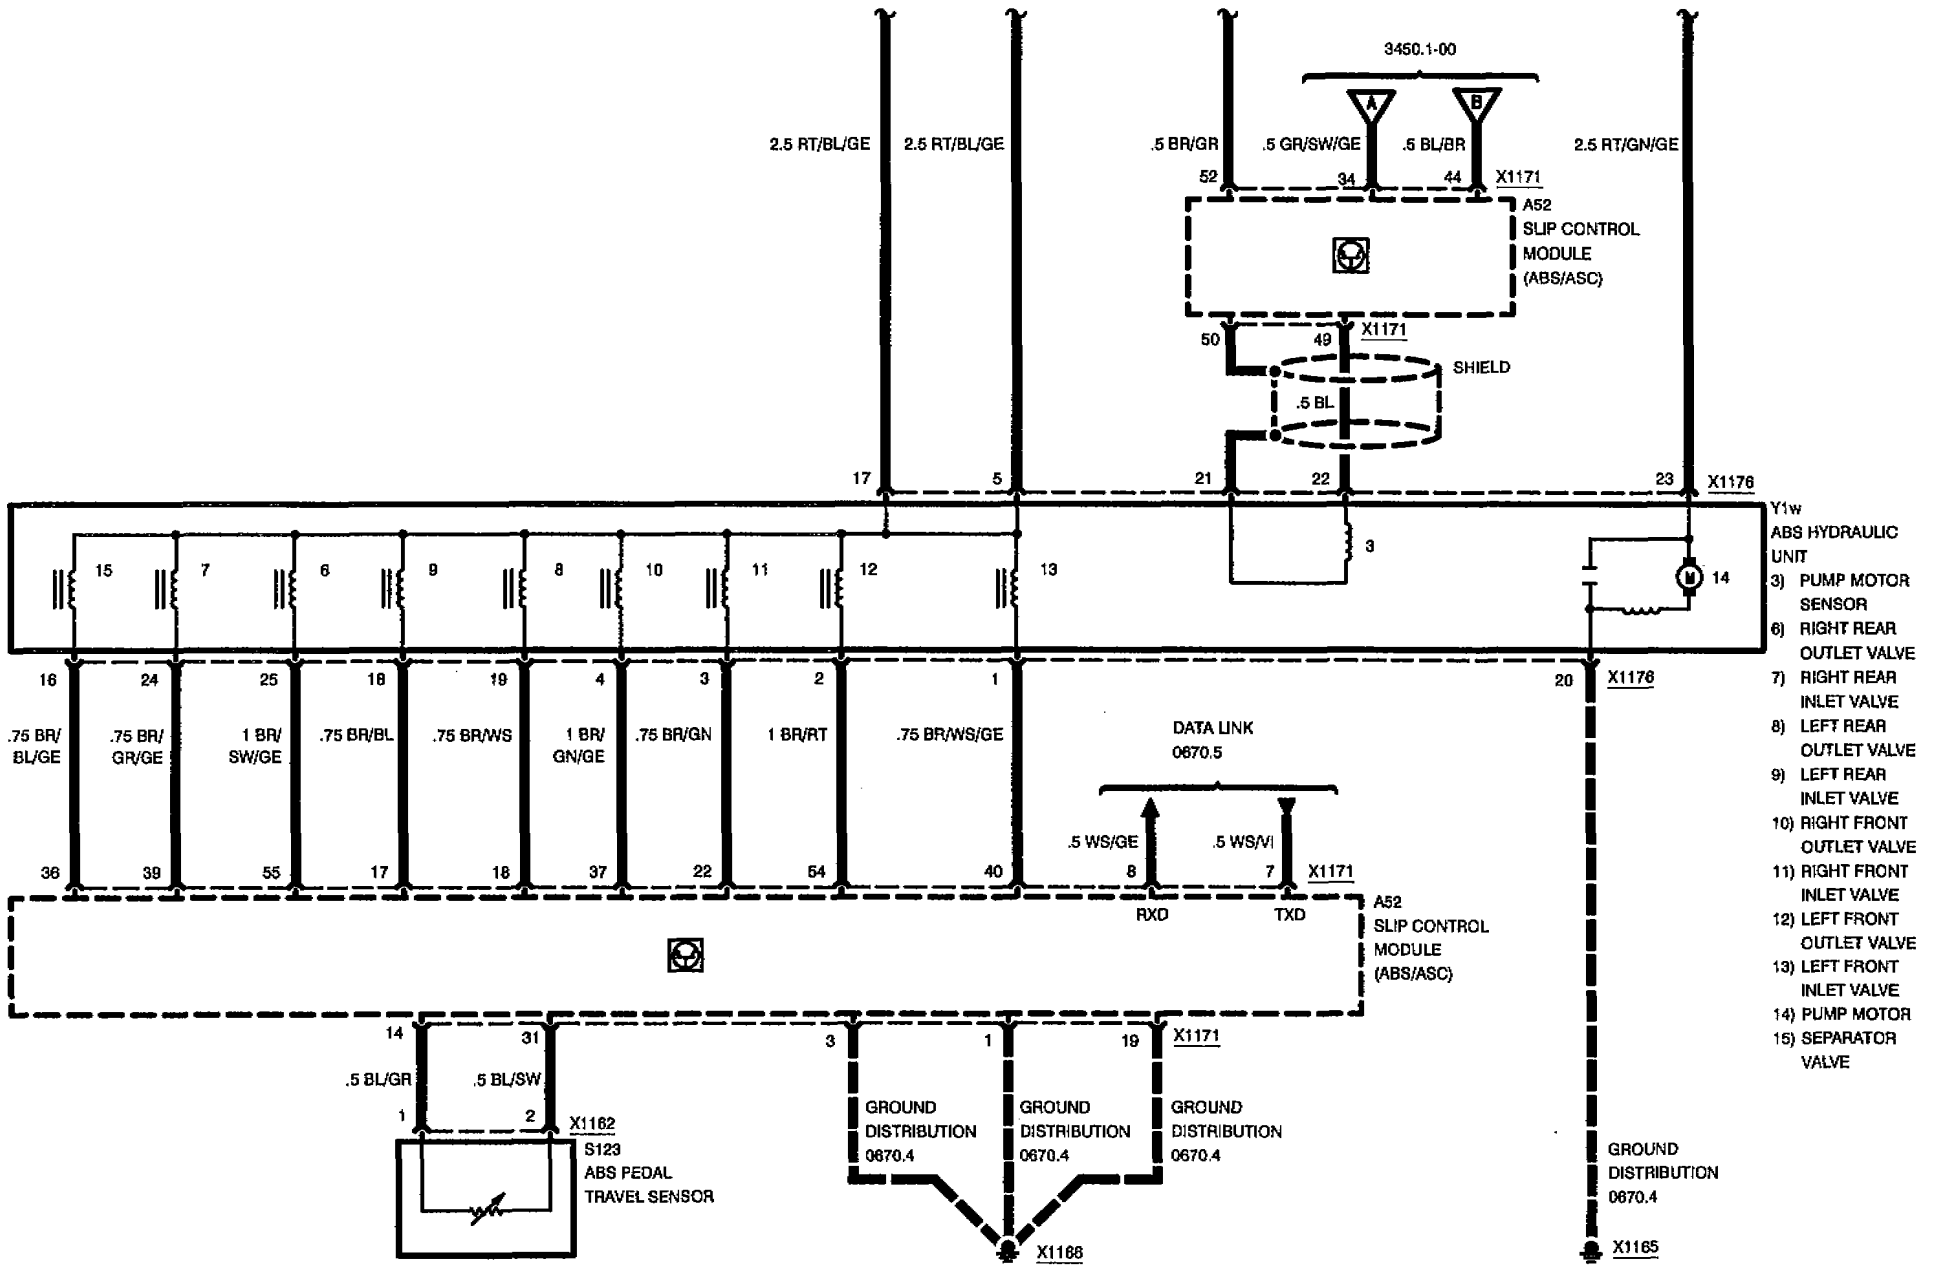 3450.1-00
A B
2.5 RT/BL/GE 2.5 RT/BL/GE .5 BR/GR .5 GR/SW/GE .5 BL/BR 2.5 RT/GN/GE
52 34 44 X1171
A52
SLIP CONTROL
MODULE
(ABS/ASC)
50 49 X1171
SHIELD
.5 BL
17 5 21 22 23 X1176
Y1w
ABS HYDRAULIC
UNIT
3) PUMP MOTOR
SENSOR
6) RIGHT REAR
OUTLET VALVE
7) RIGHT REAR
INLET VALVE
8) LEFT REAR
OUTLET VALVE
9) LEFT REAR
INLET VALVE
10) RIGHT FRONT
OUTLET VALVE
11) RIGHT FRONT
INLET VALVE
12) LEFT FRONT
OUTLET VALVE
13) LEFT FRONT
INLET VALVE
14) PUMP MOTOR
15) SEPARATOR
VALVE
3
15 7 6 9 8 10 11 12 13 M 14
16 24 25 18 19 4 3 2 1 20 X1176
.75 BR/
BL/GE
.75 BR/
GR/GE
1 BR/
SW/GE
.75 BR/BL
.75 BR/WS
1 BR/
GN/GE
.75 BR/GN
1 BR/RT
.75 BR/WS/GE
DATA LINK
0670.5
.5 WS/GE .5 WS/VI
36 39 55 17 18 37 22 54 40 8 7 X1171
RXD TXD
A52
SLIP CONTROL
MODULE
(ABS/ASC)
14 31 3 1 19 X1171
.5 BL/GR .5 BL/SW
1 2 X1162
S123
ABS PEDAL
TRAVEL SENSOR
GROUND
DISTRIBUTION
0670.4
GROUND
DISTRIBUTION
0670.4
GROUND
DISTRIBUTION
0670.4
GROUND
DISTRIBUTION
0670.4
X1166
X1165